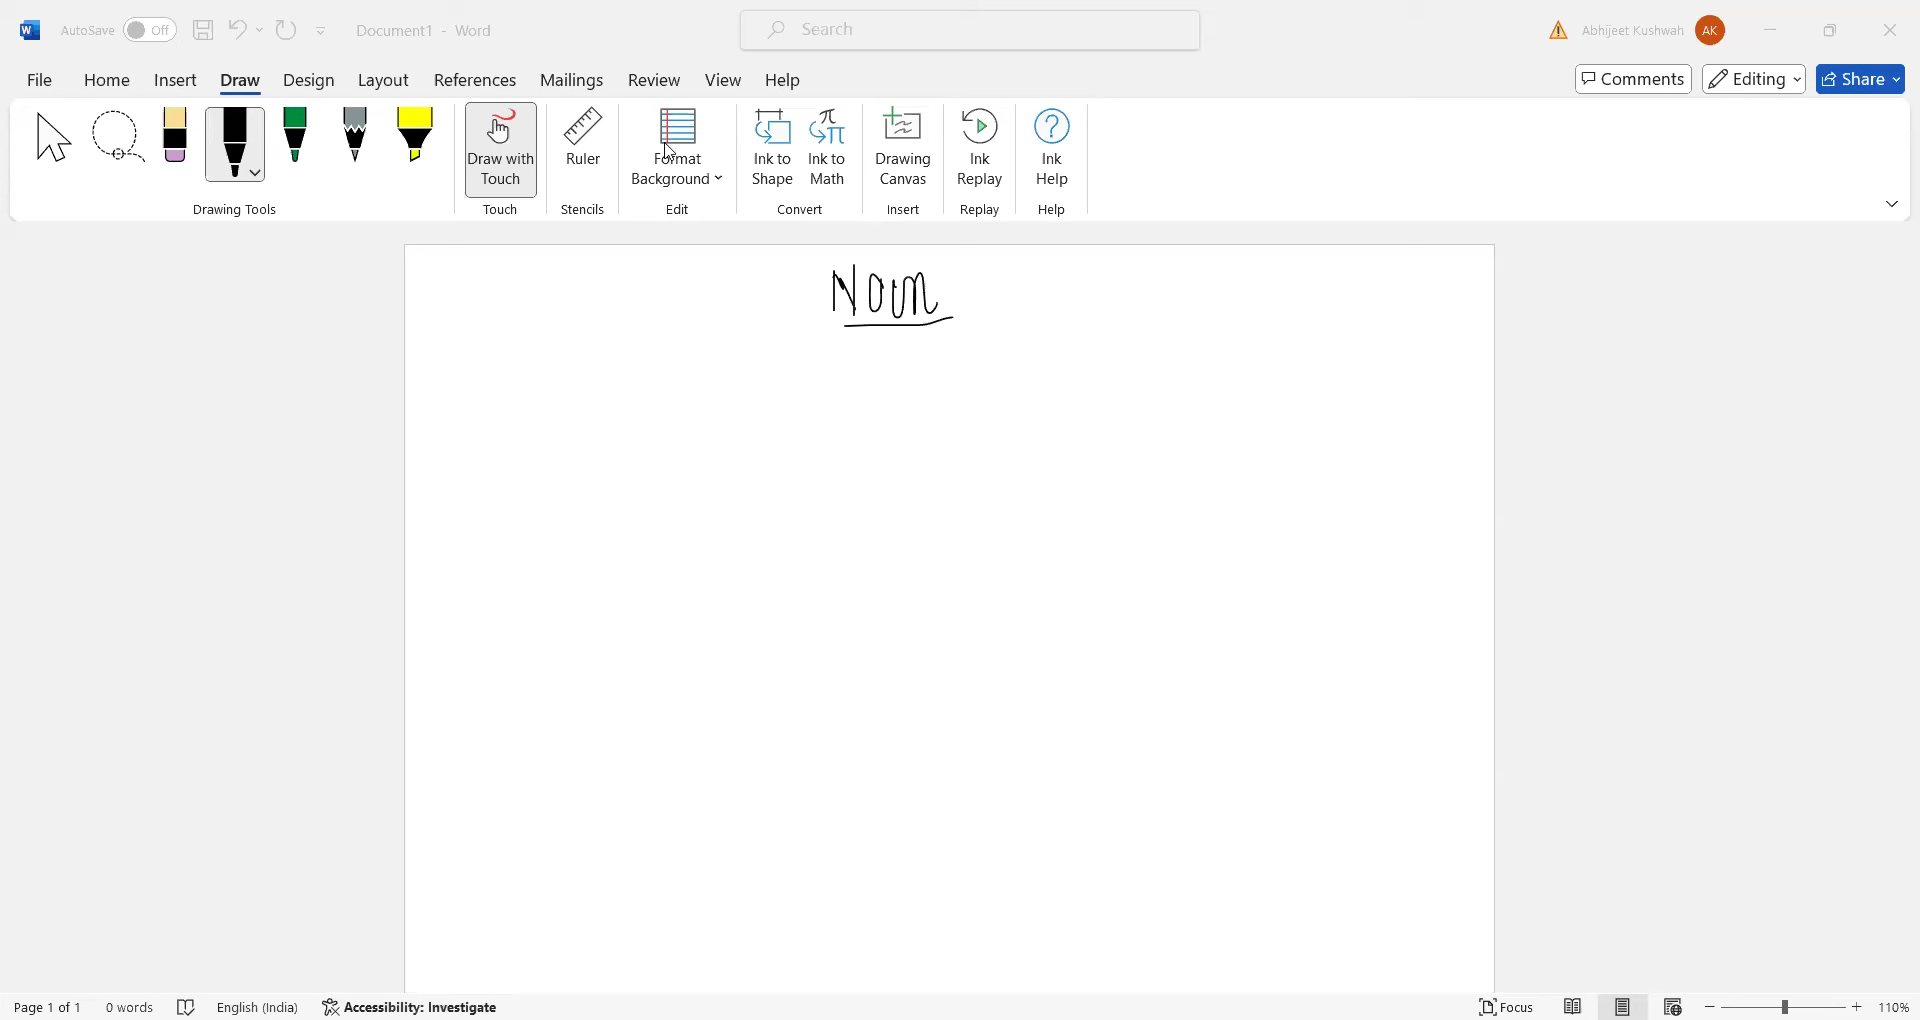 AutoSave Off Document1 - Word Search Abhijeet Kushwah AK
File Home Insert Draw Design Layout References Mailings Review View Help Comments Editing Share
Draw with Touch Ruler Format Background Ink to Shape Ink to Math Drawing Canvas Ink Replay Ink Help
Drawing Tools Touch Stencils Edit Convert Insert Replay Help
Noun
Page 1 of 1 0 words English (India) Accessibility: Investigate Focus 110%